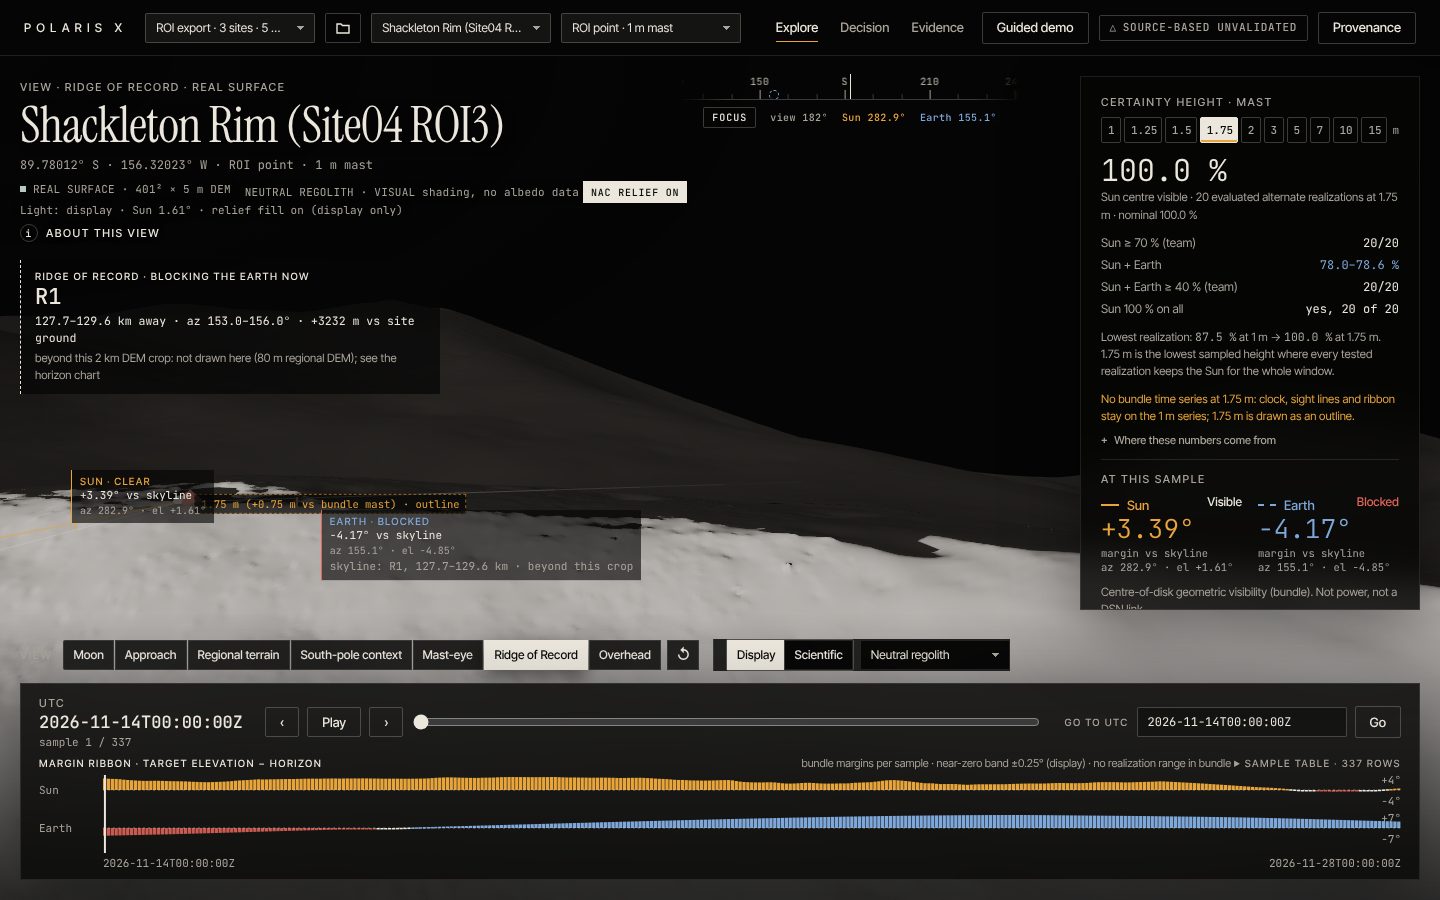 POLARIS X
ROI export · 3 sites · 5 ...
Shackleton Rim (Site04 R...
ROI point · 1 m mast
Explore
Decision
Evidence
Guided demo
△ SOURCE-BASED UNVALIDATED
Provenance
VIEW · RIDGE OF RECORD · REAL SURFACE
Shackleton Rim (Site04 ROI3)
89.78012° S · 156.32023° W · ROI point · 1 m mast
REAL SURFACE · 401² × 5 m DEM NEUTRAL REGOLITH · VISUAL shading, no albedo data NAC RELIEF ON
Light: display · Sun 1.61° · relief fill on (display only)
i ABOUT THIS VIEW
150 S 210
FOCUS view 182° Sun 282.9° Earth 155.1°
RIDGE OF RECORD · BLOCKING THE EARTH NOW
R1
127.7–129.6 km away · az 153.0–156.0° · +3232 m vs site
ground
beyond this 2 km DEM crop: not drawn here (80 m regional DEM); see the
horizon chart
SUN · CLEAR
+3.39° vs skyline
az 282.9° · el +1.61°
1.75 m (+0.75 m vs bundle mast) · outline
EARTH · BLOCKED
-4.17° vs skyline
az 155.1° · el -4.85°
skyline: R1, 127.7–129.6 km · beyond this crop
CERTAINTY HEIGHT · MAST
1 1.25 1.5 1.75 2 3 5 7 10 15 m
100.0 %
Sun centre visible · 20 evaluated alternate realizations at 1.75
m · nominal 100.0 %
Sun ≥ 70 % (team) 20/20
Sun + Earth 78.0–78.6 %
Sun + Earth ≥ 40 % (team) 20/20
Sun 100 % on all yes, 20 of 20
Lowest realization: 87.5 % at 1 m → 100.0 % at 1.75 m.
1.75 m is the lowest sampled height where every tested
realization keeps the Sun for the whole window.
No bundle time series at 1.75 m: clock, sight lines and ribbon
stay on the 1 m series; 1.75 m is drawn as an outline.
+ Where these numbers come from
AT THIS SAMPLE
Sun Visible Earth Blocked
+3.39° -4.17°
margin vs skyline margin vs skyline
az 282.9° · el +1.61° az 155.1° · el -4.85°
Centre-of-disk geometric visibility (bundle). Not power, not a
DSN link
VIEW
Moon
Approach
Regional terrain
South-pole context
Mast-eye
Ridge of Record
Overhead
Display
Scientific
Neutral regolith
UTC
2026-11-14T00:00:00Z
sample 1 / 337
‹ Play ›
GO TO UTC 2026-11-14T00:00:00Z Go
MARGIN RIBBON · TARGET ELEVATION – HORIZON
bundle margins per sample · near-zero band ±0.25° (display) · no realization range in bundle ▸ SAMPLE TABLE · 337 ROWS
Sun +4°
-4°
Earth +7°
-7°
2026-11-14T00:00:00Z 2026-11-28T00:00:00Z